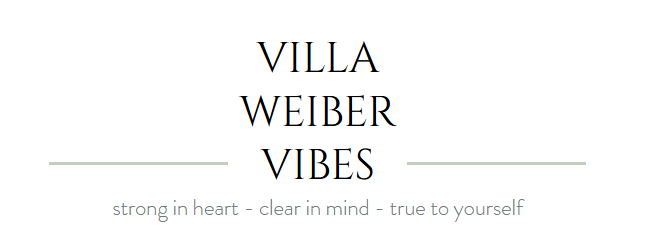 VILLA
WEIBER
VIBES
strong in heart - clear in mind - true to yourself